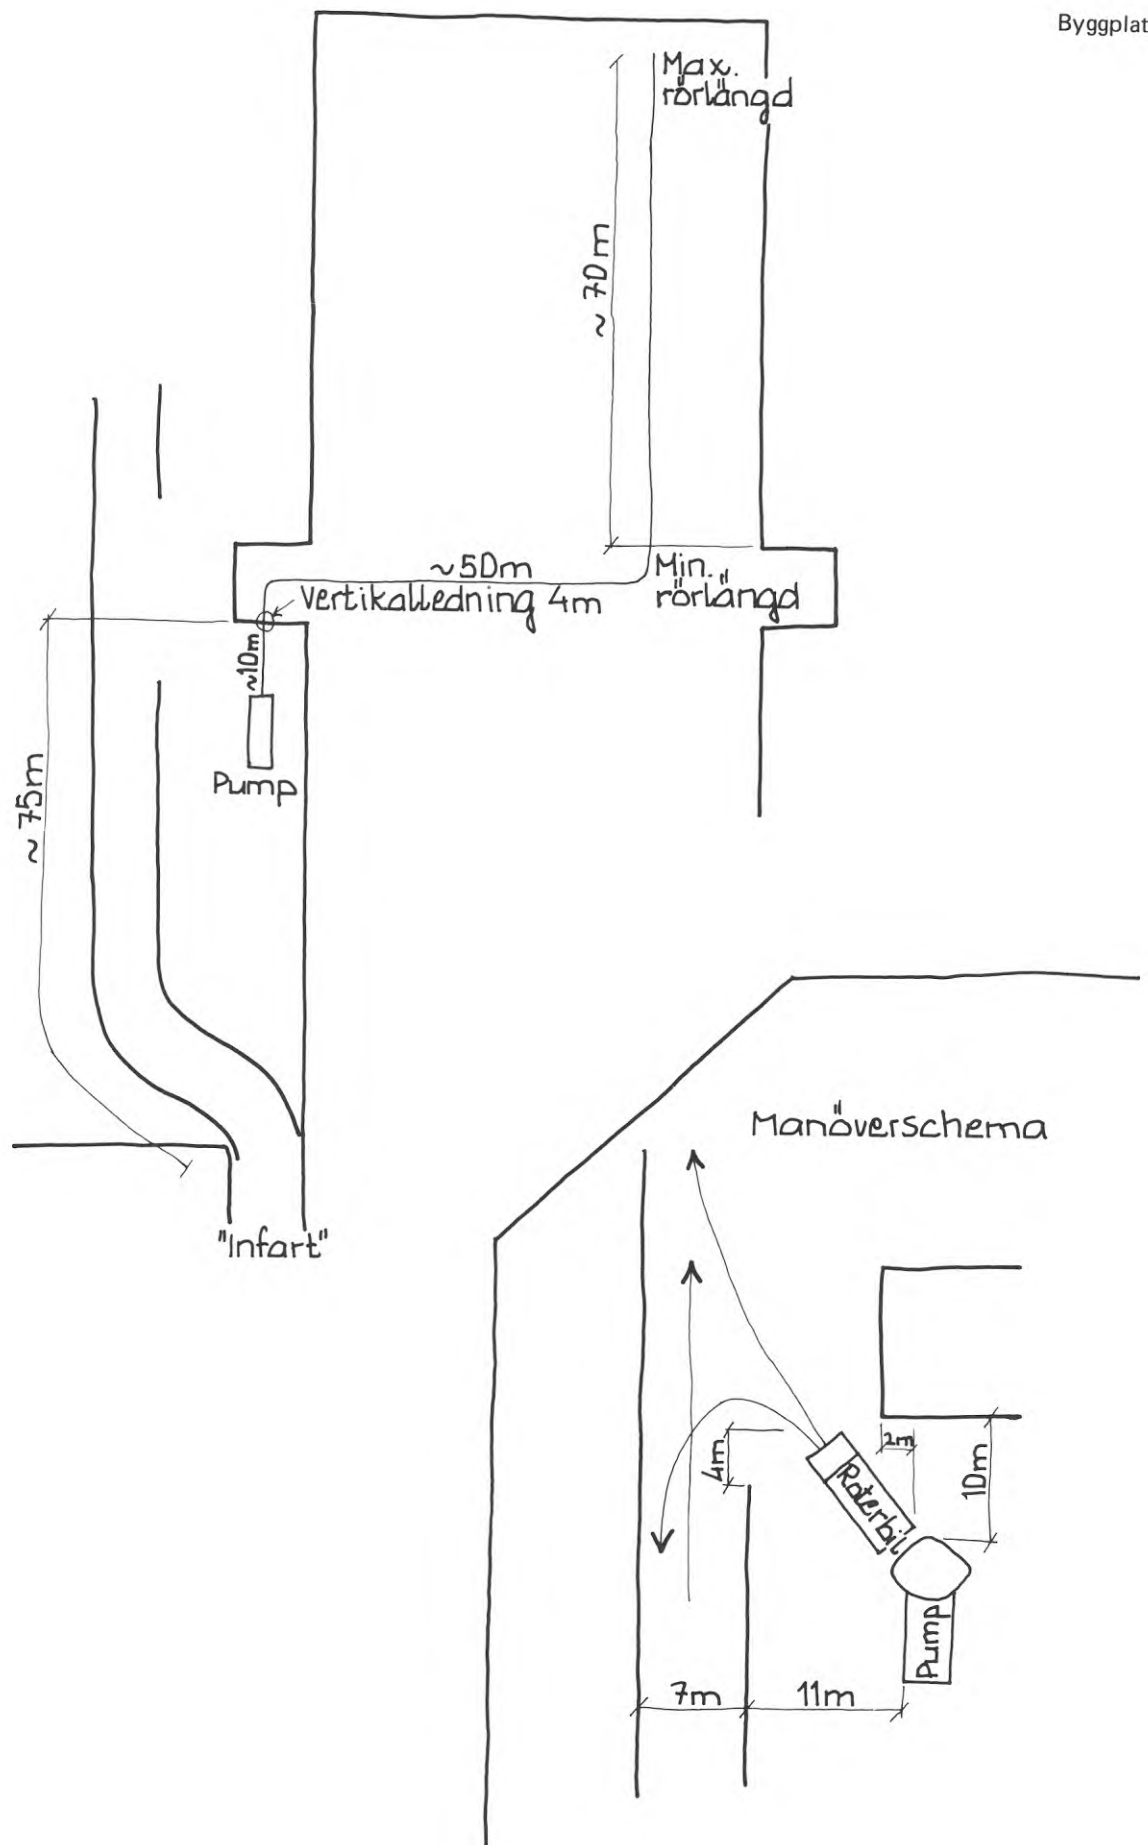 Byggplat
Max.
rörlängd
~ 70m
~50m
Min.
rörlängd
Vertikalledning 4m
~10m
Pump
~ 75m
"Infart"
Manöverschema
4m
2m
10m
Roterbil
Pump
7m
11m